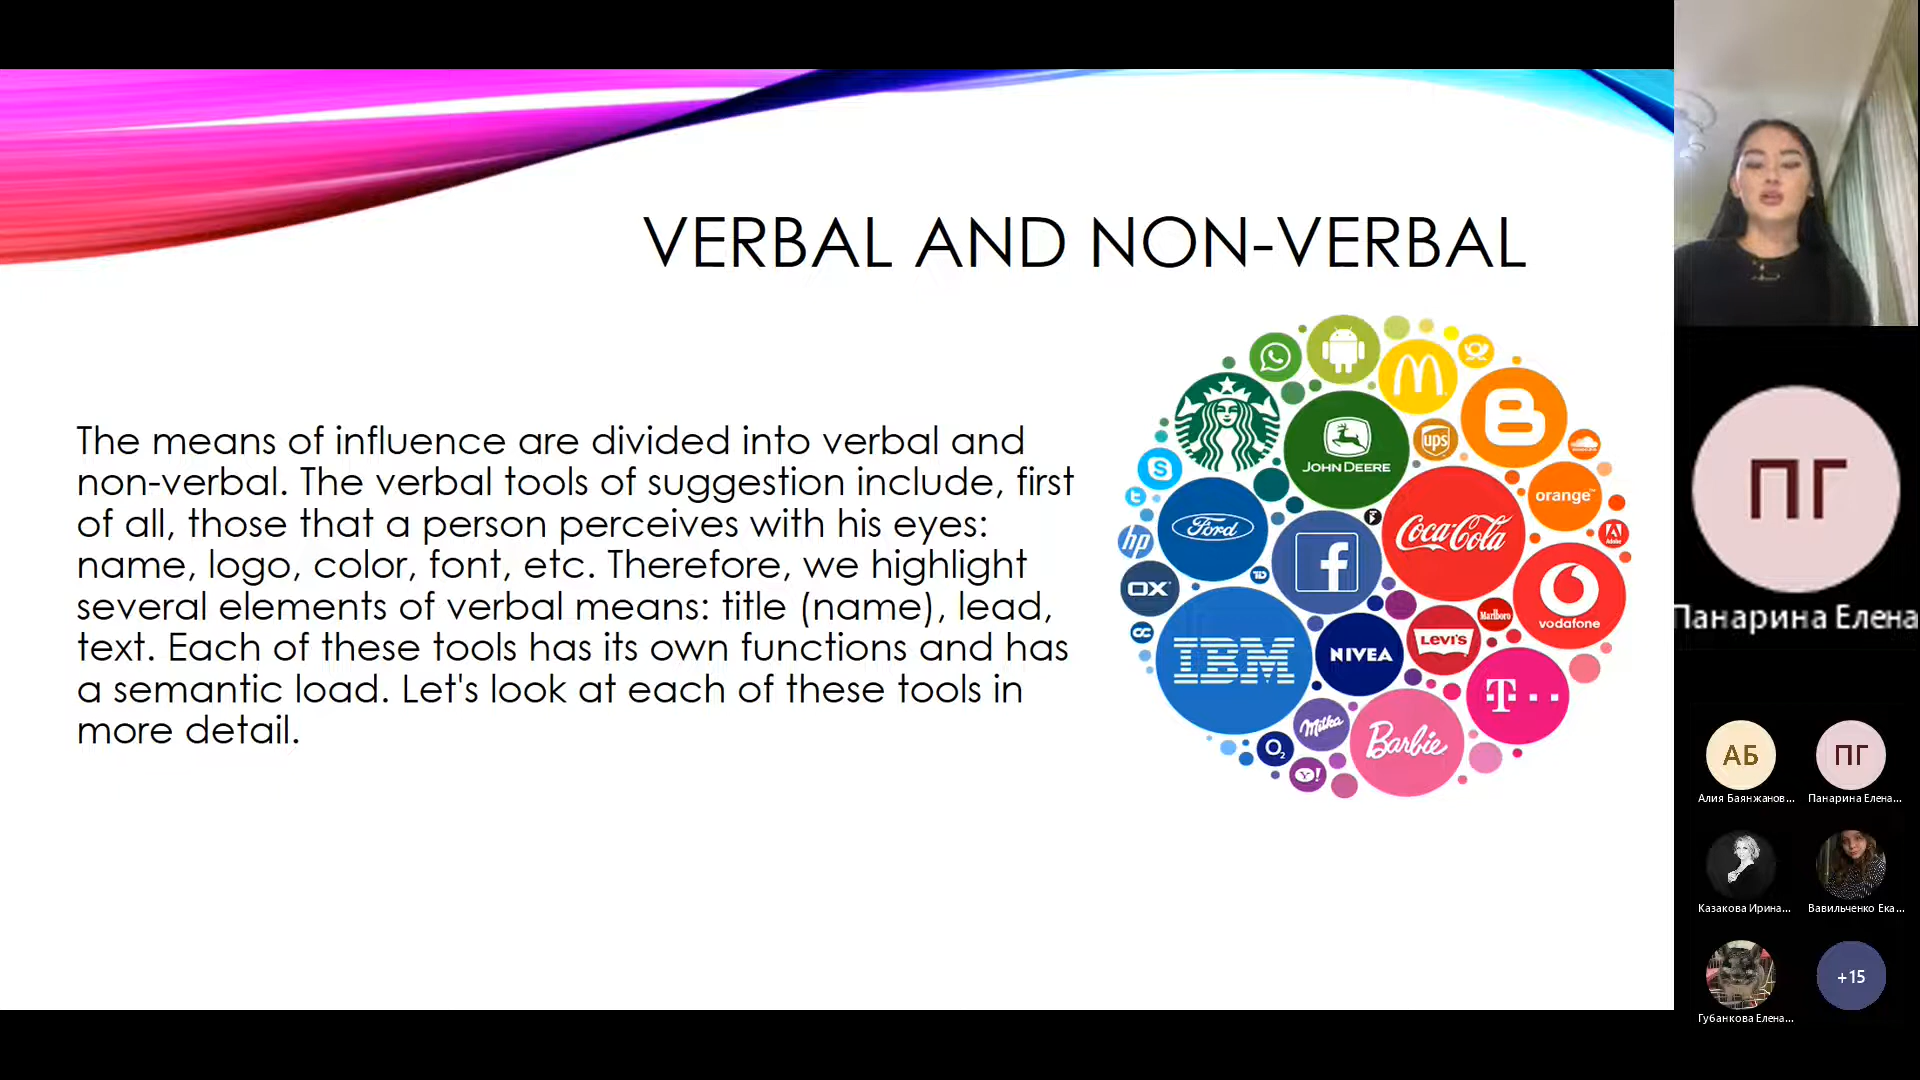 VERBAL AND NON-VERBAL
The means of influence are divided into verbal and
non-verbal. The verbal tools of suggestion include, first
of all, those that a person perceives with his eyes:
name, logo, color, font, etc. Therefore, we highlight
several elements of verbal means: title (name), lead,
text. Each of these tools has its own functions and has
a semantic load. Let's look at each of these tools in
more detail.
JOHN DEERE
ups
orange™
Ford
Coca-Cola
hp
Adobe
OX
vodafone
Marlboro
LEVI'S
IBM
NIVEA
T
Milka
Barbie
O2
Y!
ПГ
Панарина Елена
АБ
ПГ
Алия Баянжанов...
Панарина Елена...
Казакова Ирина...
Вавильченко Ека...
Губанкова Елена...
+15